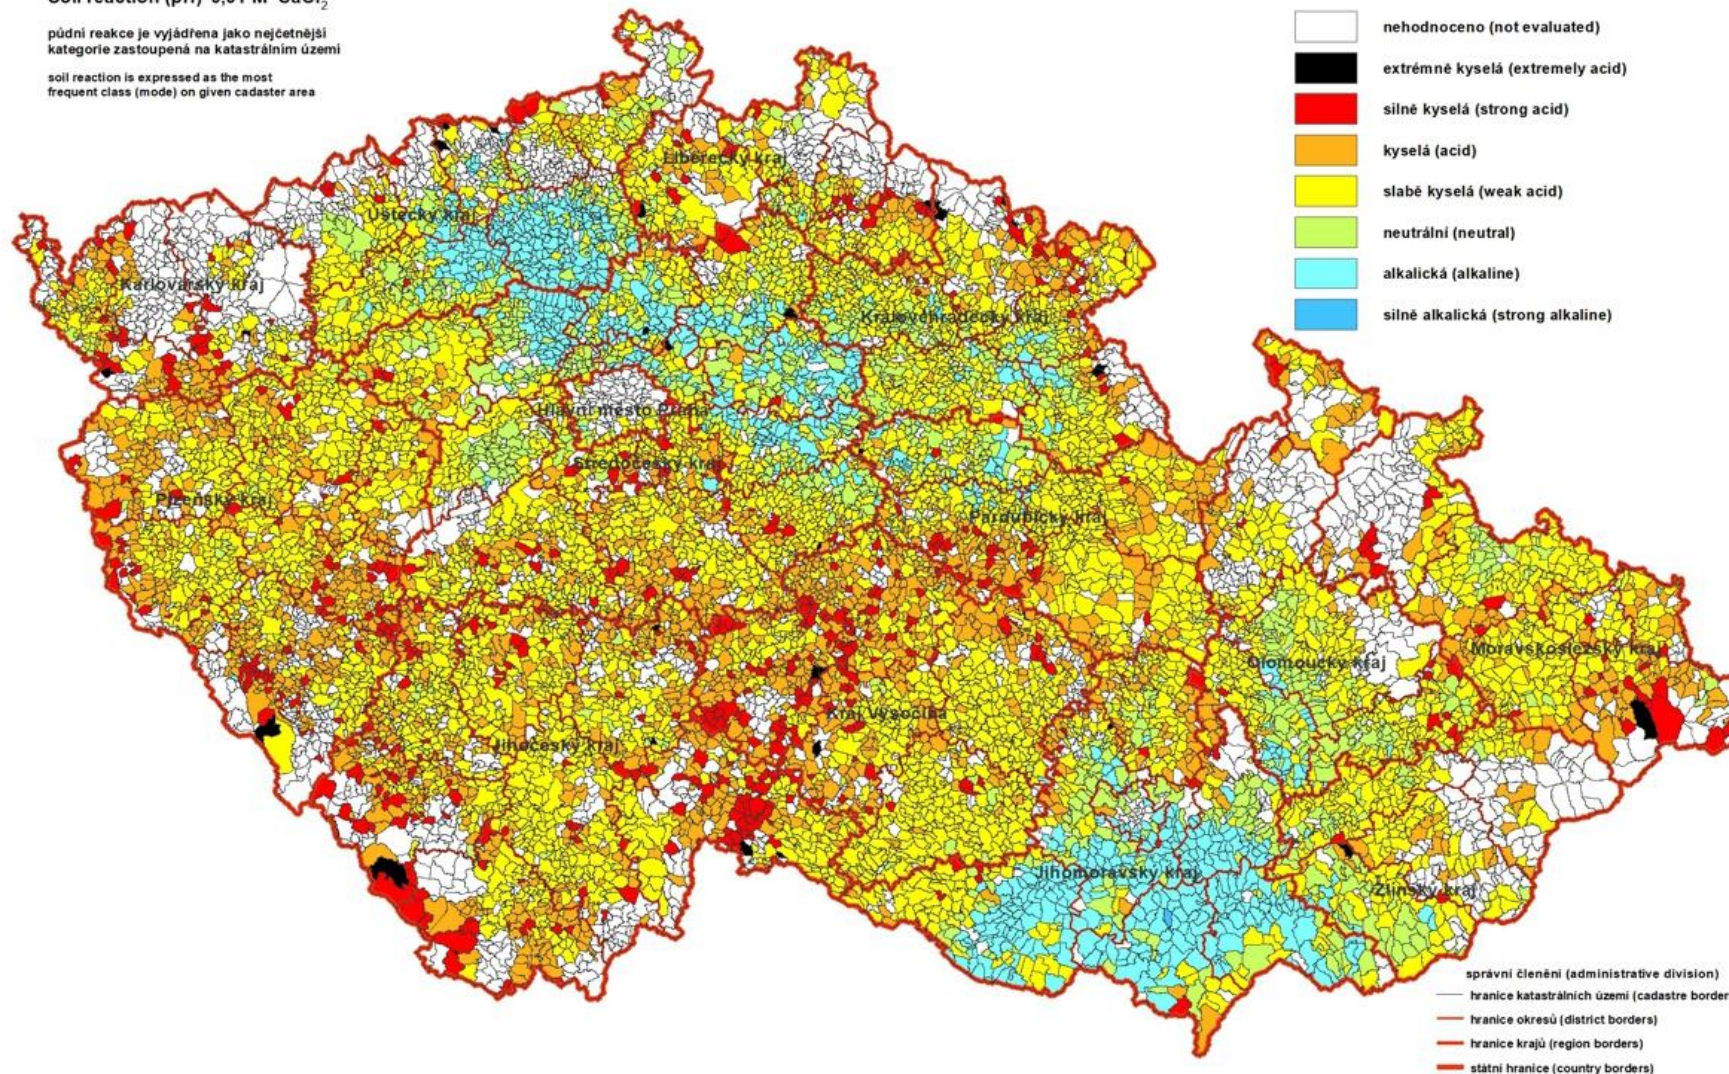 Soil reaction (pH) 0,01 M CaCl₂
půdní reakce je vyjádřena jako nejčetnější
kategorie zastoupená na katastrálním území
soil reaction is expressed as the most
frequent class (mode) on given cadaster area
nehodnoceno (not evaluated)
extrémně kyselá (extremely acid)
silně kyselá (strong acid)
kyselá (acid)
slabě kyselá (weak acid)
neutrální (neutral)
alkalická (alkaline)
silně alkalická (strong alkaline)
Liberecký kraj
Ústecký kraj
Karlovarský kraj
Královéhradecký kraj
Hlavní město Praha
Středočeský kraj
Plzeňský kraj
Pardubický kraj
Olomoucký kraj
Moravskoslezský kraj
Kraj Vysočina
Jihočeský kraj
Jihomoravský kraj
Zlínský kraj
správní členění (administrative division)
hranice katastrálních území (cadastre border
hranice okresů (district borders)
hranice krajů (region borders)
státní hranice (country borders)